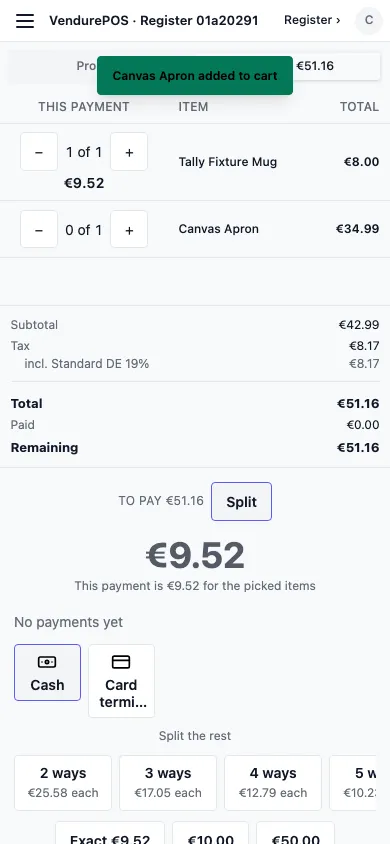 VendurePOS · Register 01a20291
Register ›
C
Pro
€51.16
Canvas Apron added to cart
THIS PAYMENT ITEM TOTAL
− 1 of 1 +
€9.52
Tally Fixture Mug €8.00
− 0 of 1 + Canvas Apron €34.99
Subtotal €42.99
Tax €8.17
incl. Standard DE 19% €8.17
Total €51.16
Paid €0.00
Remaining €51.16
TO PAY €51.16 Split
€9.52
This payment is €9.52 for the picked items
No payments yet
Cash
Card
termi...
Split the rest
2 ways 3 ways 4 ways 5 w
€25.58 each €17.05 each €12.79 each €10.2
Exact €9.52 €10.00 €50.00